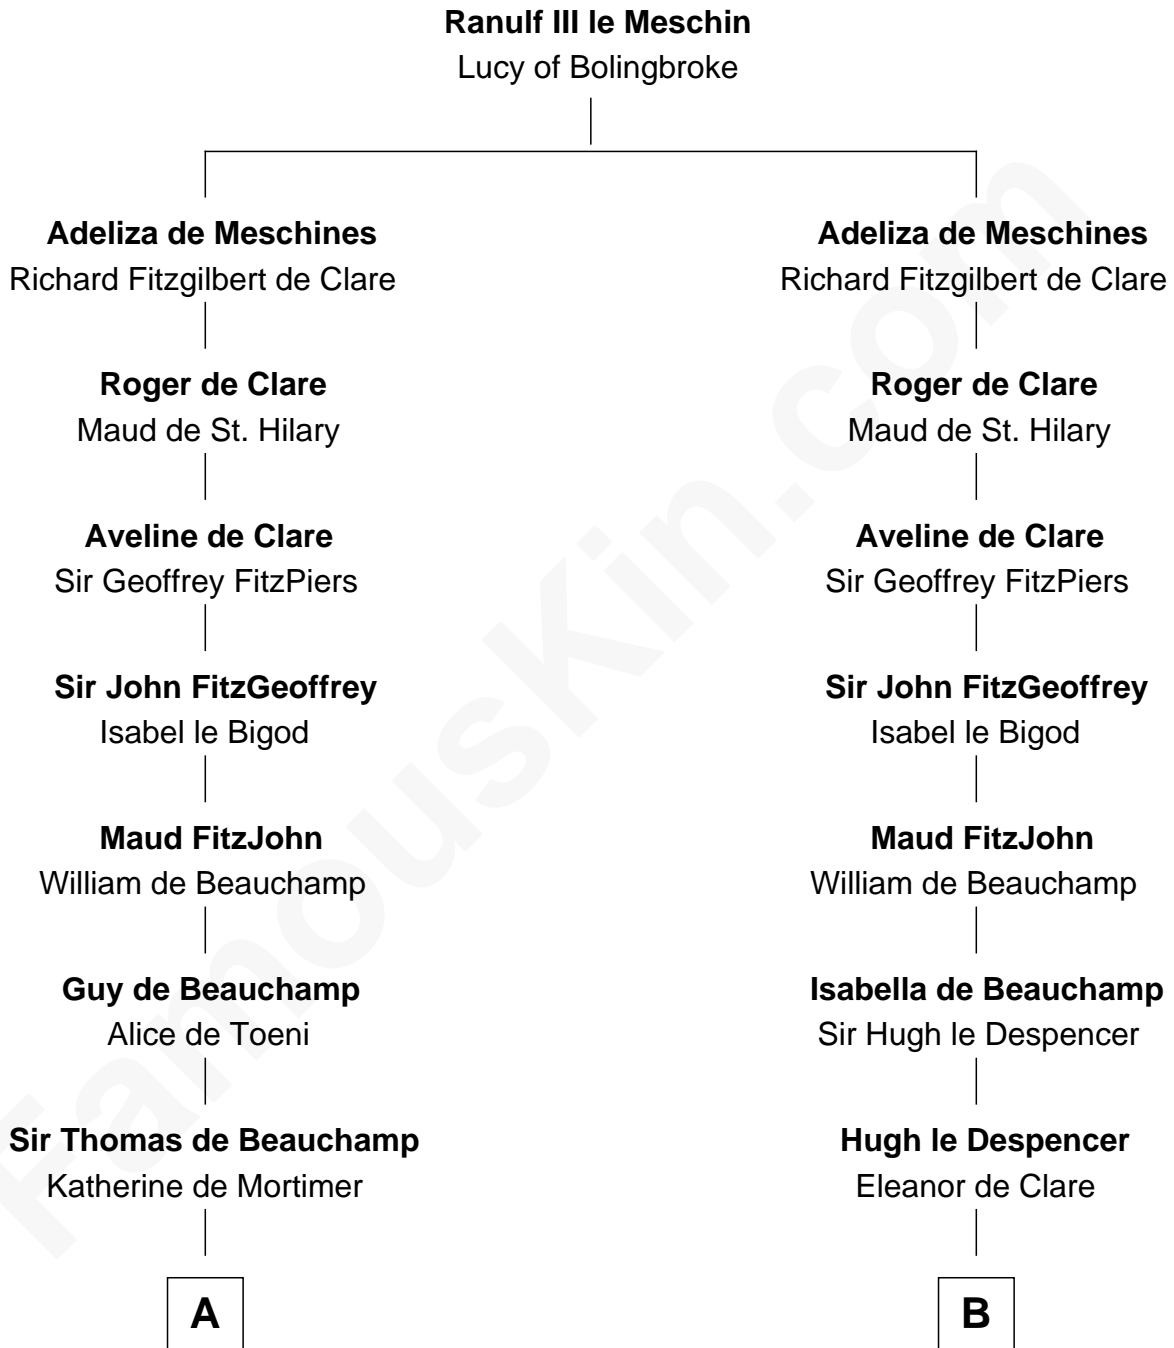 Ranulf III le Meschin
Lucy of Bolingbroke
Adeliza de Meschines
Richard Fitzgilbert de Clare
Adeliza de Meschines
Richard Fitzgilbert de Clare
Roger de Clare
Maud de St. Hilary
Roger de Clare
Maud de St. Hilary
Aveline de Clare
Sir Geoffrey FitzPiers
Aveline de Clare
Sir Geoffrey FitzPiers
Sir John FitzGeoffrey
Isabel le Bigod
Sir John FitzGeoffrey
Isabel le Bigod
Maud FitzJohn
William de Beauchamp
Maud FitzJohn
William de Beauchamp
Guy de Beauchamp
Alice de Toeni
Isabella de Beauchamp
Sir Hugh le Despencer
Sir Thomas de Beauchamp
Katherine de Mortimer
Hugh le Despencer
Eleanor de Clare
A
B
FamousKin.com